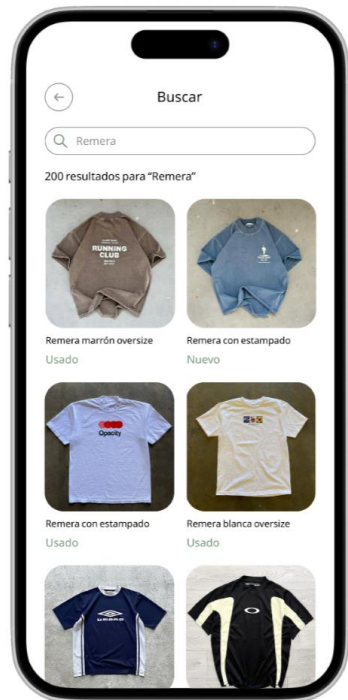 Buscar
Remera
200 resultados para “Remera”
RUNNING
CLUB
Remera marrón oversize
Remera con estampado
Usado
Nuevo
Opacity
Remera con estampado
Remera blanca oversize
Usado
Usado
UMBRO